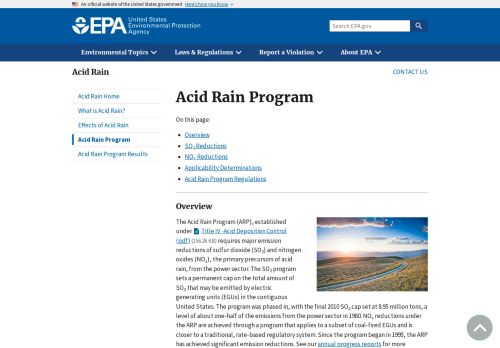 An official website of the United States government Here's how you know
EPA United States
Environmental Protection
Agency
Search EPA.gov
Environmental Topics Laws & Regulations Report a Violation About EPA
Acid Rain
CONTACT US
Acid Rain Home
What is Acid Rain?
Effects of Acid Rain
Acid Rain Program
Acid Rain Program Results
Acid Rain Program
On this page:
Overview
SO₂ Reductions
NOₓ Reductions
Applicability Determinations
Acid Rain Program Regulations
Overview
The Acid Rain Program (ARP), established
under Title IV -Acid Deposition Control
(pdf) (156.26 KB) requires major emission
reductions of sulfur dioxide (SO₂) and nitrogen
oxides (NOₓ), the primary precursors of acid
rain, from the power sector. The SO₂ program
sets a permanent cap on the total amount of
SO₂ that may be emitted by electric
generating units (EGUs) in the contiguous
United States. The program was phased in, with the final 2010 SO₂ cap set at 8.95 million tons, a
level of about one-half of the emissions from the power sector in 1980. NOₓ reductions under
the ARP are achieved through a program that applies to a subset of coal-fired EGUs and is
closer to a traditional, rate-based regulatory system. Since the program began in 1995, the ARP
has achieved significant emission reductions. See our annual progress reports for more